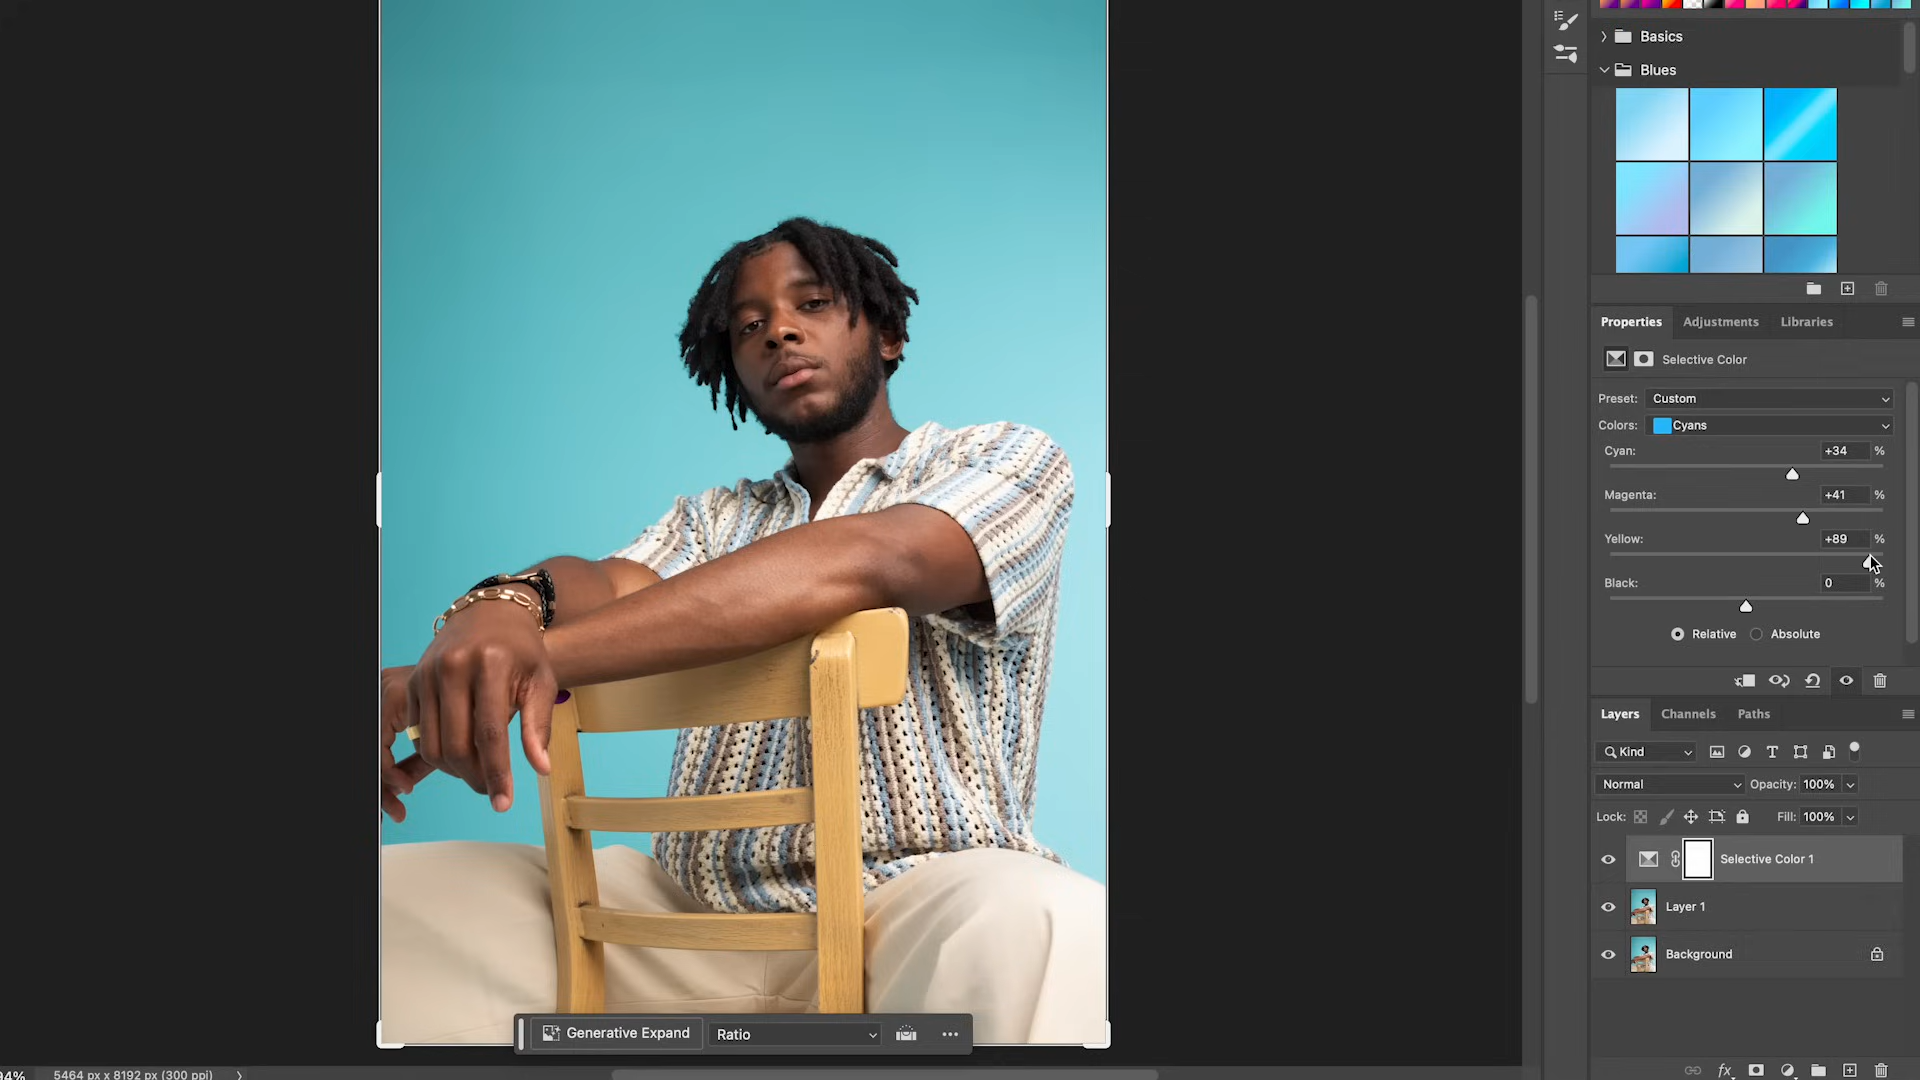 Basics
Blues
Properties Adjustments Libraries
Selective Color
Preset: Custom
Colors: Cyans
Cyan: +34 %
Magenta: +41 %
Yellow: +89 %
Black: 0 %
Relative Absolute
Layers Channels Paths
Kind
Normal Opacity: 100%
Lock: Fill: 100%
Selective Color 1
Layer 1
Background
Generative Expand Ratio
5464 px x 8192 px (300 ppi)
fx